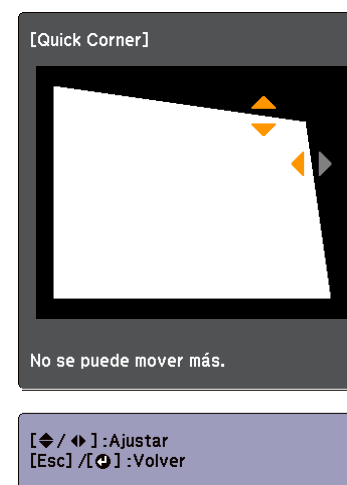 [Quick Corner]
No se puede mover más.
[◆/◆] :Ajustar
[Esc] /[⏎] :Volver